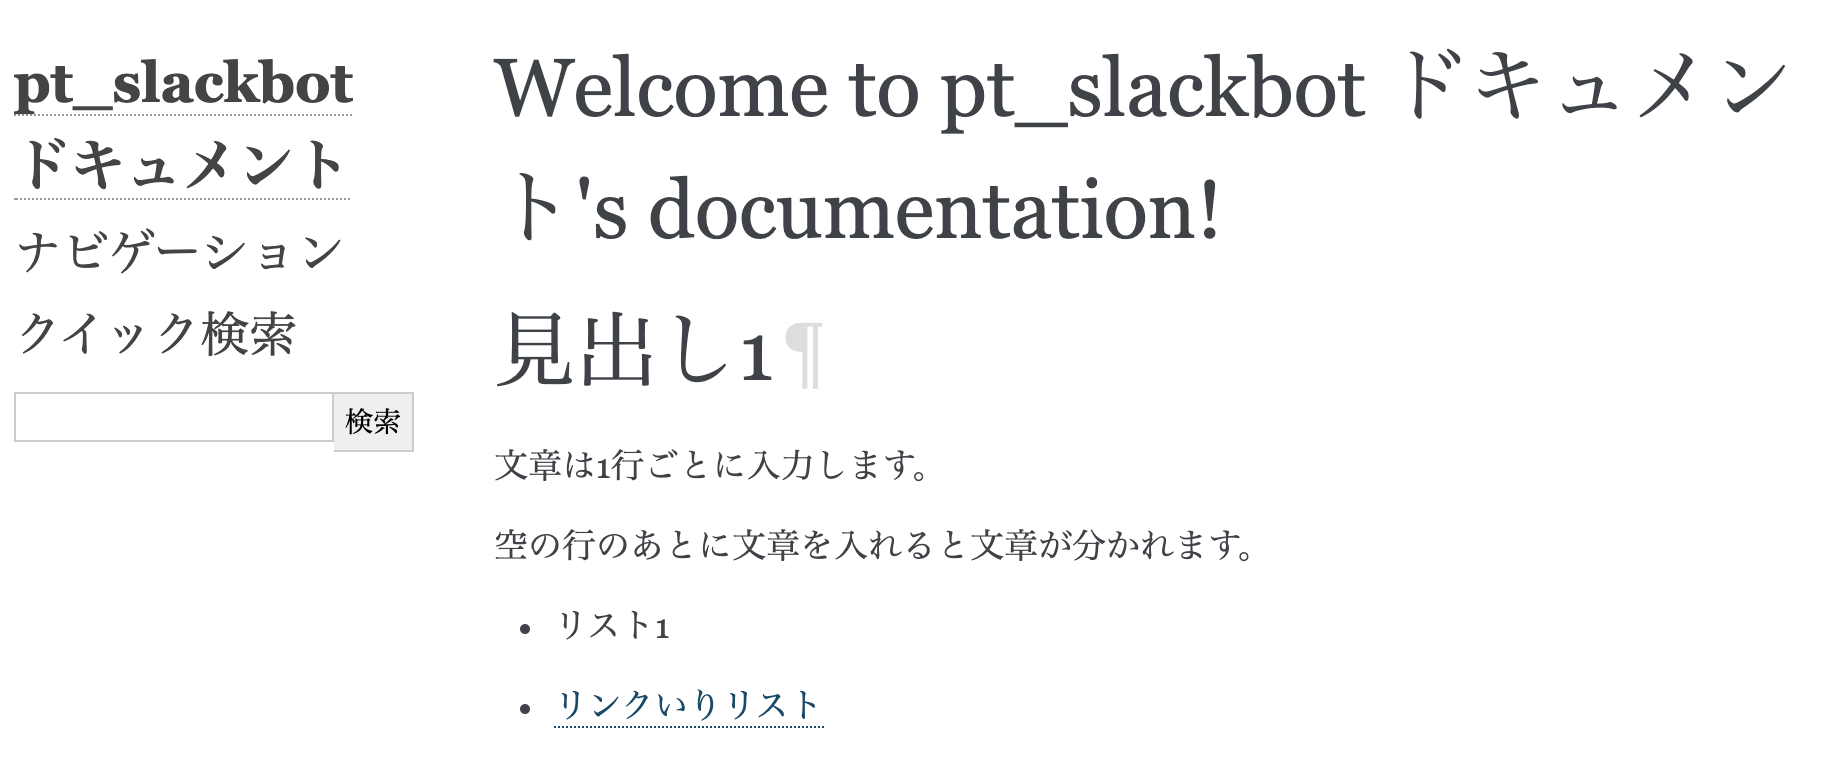 pt_slackbot
ドキュメント
ナビゲーション
クイック検索
検索
Welcome to pt_slackbot ドキュメン
ト's documentation!
見出し1¶
文章は1行ごとに入力します。
空の行のあとに文章を入れると文章が分かれます。
• リスト1
• リンクいりリスト